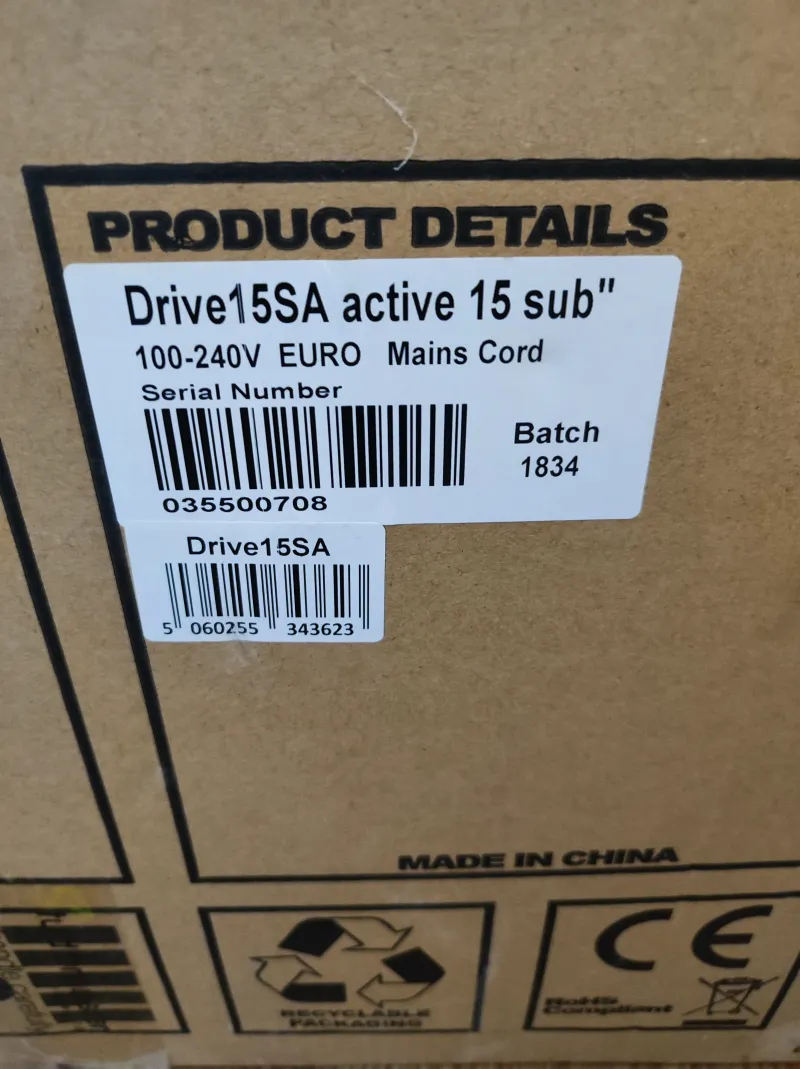 PRODUCT DETAILS
Drive15SA active 15 sub"
100-240V EURO Mains Cord
Serial Number
Batch
1834
035500708
Drive15SA
5 060255 343623
MADE IN CHINA
RECYCLABLE
PACKAGING
CE
RoHS
Compliant